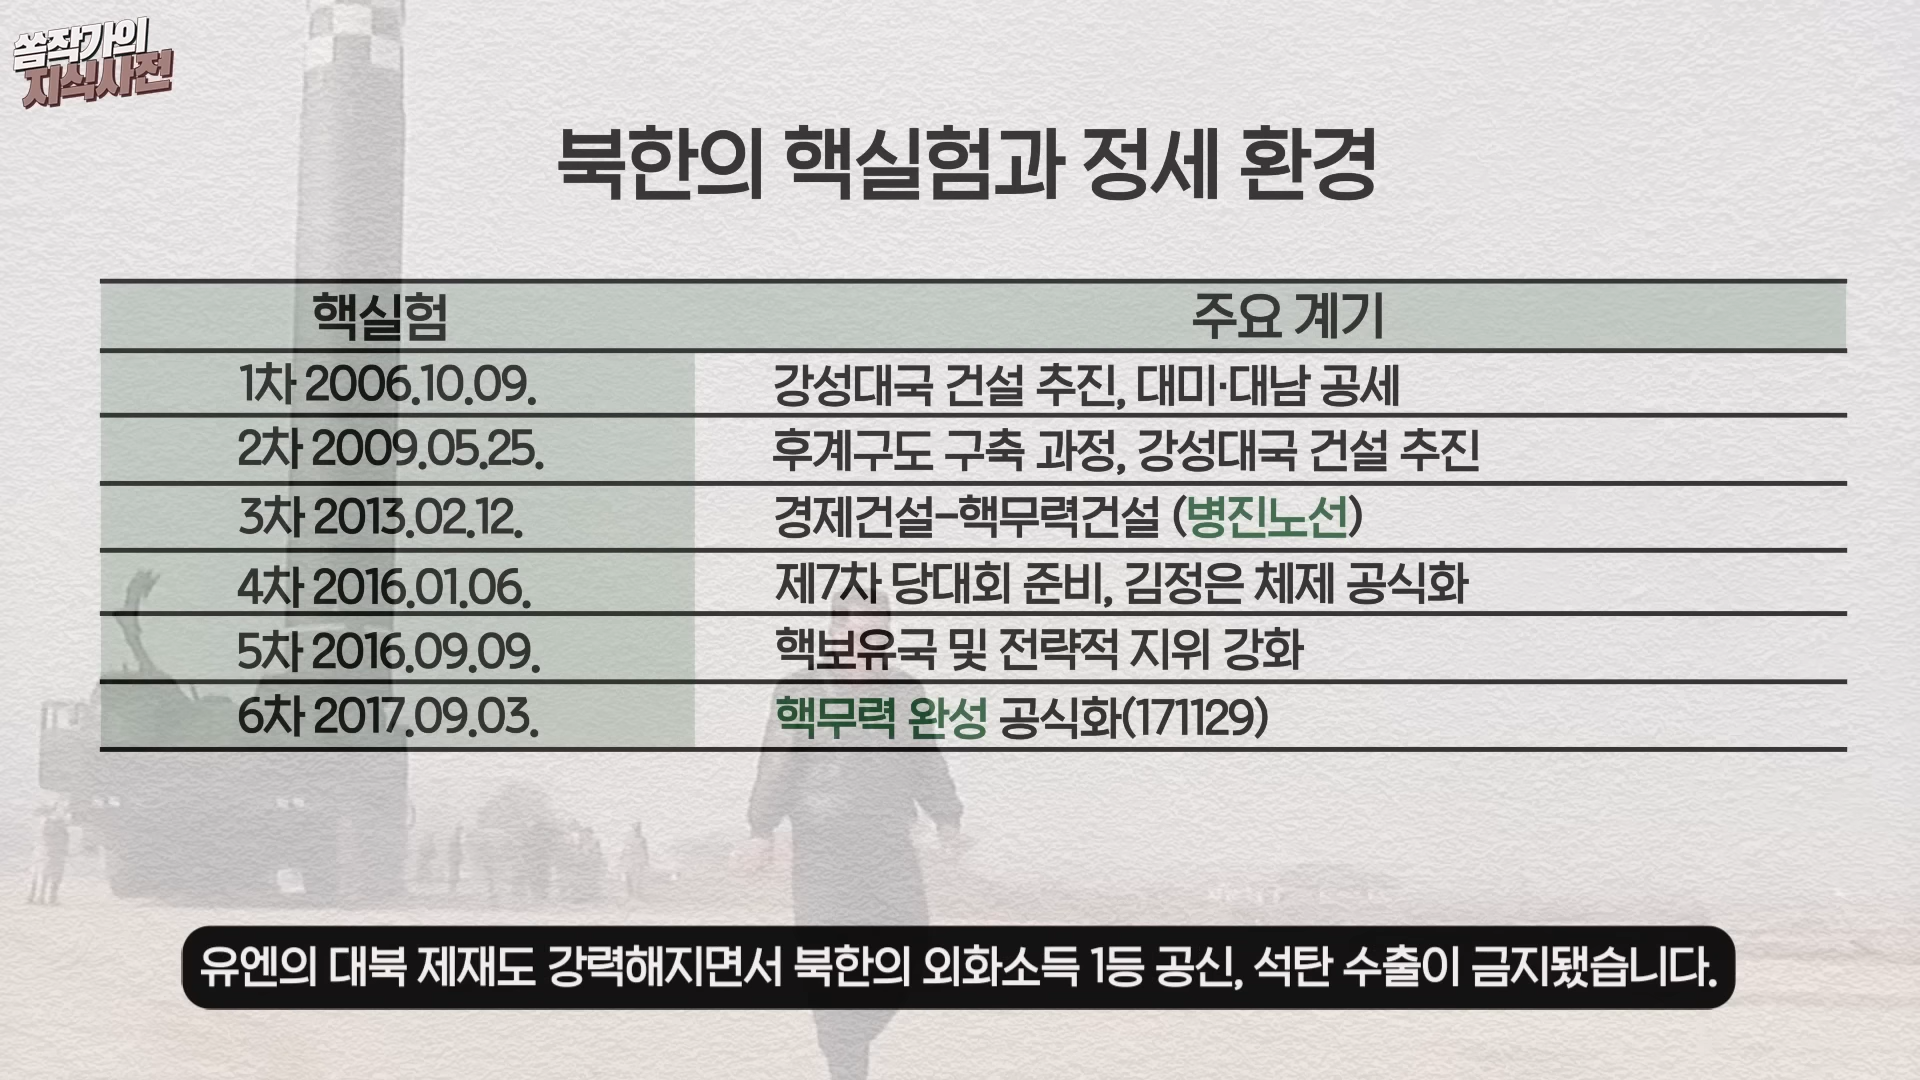 쏨작가의
지식사전
북한의 핵실험과 정세 환경
핵실험 주요 계기
1차 2006.10.09. 강성대국 건설 추진, 대미·대남 공세
2차 2009.05.25. 후계구도 구축 과정, 강성대국 건설 추진
3차 2013.02.12. 경제건설-핵무력건설 (병진노선)
4차 2016.01.06. 제7차 당대회 준비, 김정은 체제 공식화
5차 2016.09.09. 핵보유국 및 전략적 지위 강화
6차 2017.09.03. 핵무력 완성 공식화(171129)
유엔의 대북 제재도 강력해지면서 북한의 외화소득 1등 공신, 석탄 수출이 금지됐습니다.